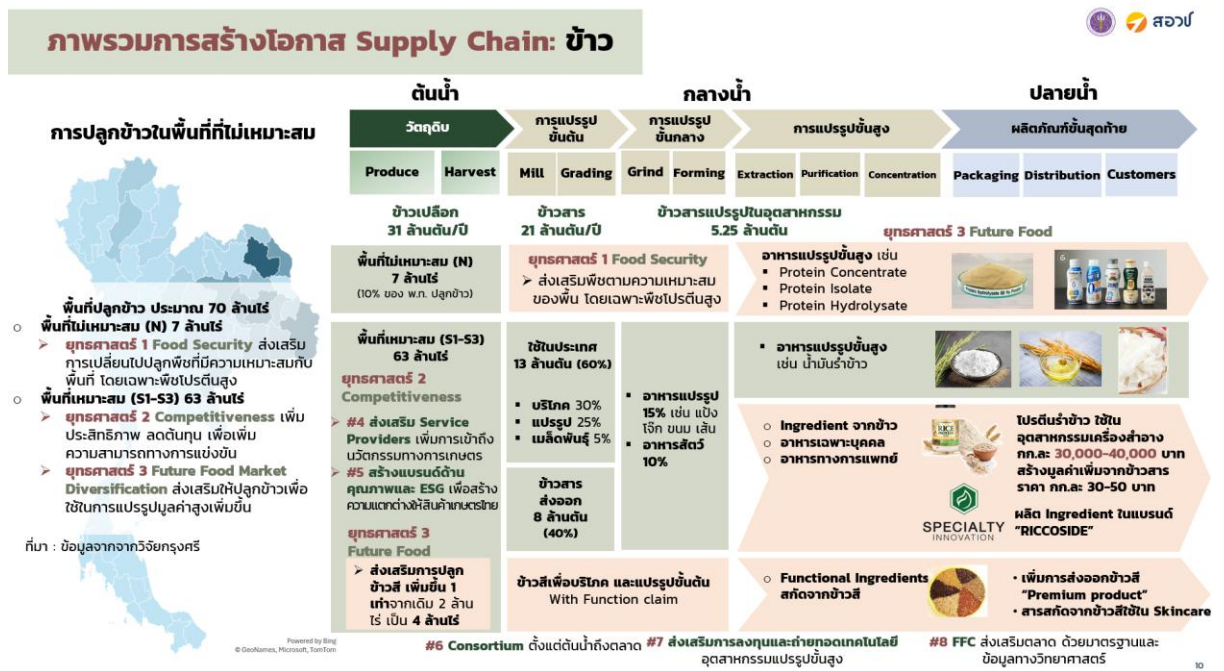 ภาพรวมการสร้างโอกาส Supply Chain: ข้าว
สอวช
การปลูกข้าวในพื้นที่ที่ไม่เหมาะสม
พื้นที่ปลูกข้าว ประมาณ 70 ล้านไร่
○ พื้นที่ไม่เหมาะสม (N) 7 ล้านไร่
➢ ยุทธศาสตร์ 1 Food Security ส่งเสริม
การเปลี่ยนไปปลูกพืชที่มีความเหมาะสมกับ
พื้นที่ โดยเฉพาะพืชโปรตีนสูง
○ พื้นที่เหมาะสม (S1-S3) 63 ล้านไร่
➢ ยุทธศาสตร์ 2 Competitiveness เพิ่ม
ประสิทธิภาพ ลดต้นทุน เพื่อเพิ่ม
ความสามารถทางการแข่งขัน
➢ ยุทธศาสตร์ 3 Future Food Market
Diversification ส่งเสริมให้ปลูกข้าวเพื่อ
ใช้ในการแปรรูปมูลค่าสูงเพิ่มขึ้น
ที่มา : ข้อมูลจากจากวิจัยกรุงศรี
Powered by Bing
© GeoNames, Microsoft, TomTom
ต้นน้ำ
กลางน้ำ
ปลายน้ำ
วัตถุดิบ
การแปรรูป
ขั้นต้น
การแปรรูป
ขั้นกลาง
การแปรรูปขั้นสูง
ผลิตภัณฑ์ขั้นสุดท้าย
Produce
Harvest
Mill
Grading
Grind
Forming
Extraction
Purification
Concentration
Packaging
Distribution
Customers
ข้าวเปลือก
31 ล้านตัน/ปี
ข้าวสาร
21 ล้านตัน/ปี
ข้าวสารแปรรูปในอุตสาหกรรม
5.25 ล้านตัน
ยุทธศาสตร์ 3 Future Food
พื้นที่ไม่เหมาะสม (N)
7 ล้านไร่
(10% ของ พ.ท. ปลูกข้าว)
ยุทธศาสตร์ 1 Food Security
➢ ส่งเสริมพืชตามความเหมาะสม
ของพื้น โดยเฉพาะพืชโปรตีนสูง
อาหารแปรรูปขั้นสูง เช่น
▪ Protein Concentrate
▪ Protein Isolate
▪ Protein Hydrolysate
พื้นที่เหมาะสม (S1-S3)
63 ล้านไร่
ยุทธศาสตร์ 2
Competitiveness
➢ #4 ส่งเสริม Service
Providers เพิ่มการเข้าถึง
นวัตกรรมทางการเกษตร
➢ #5 สร้างแบรนด์ด้าน
คุณภาพและ ESG เพื่อสร้าง
ความแตกต่างให้สินค้าเกษตรไทย
ยุทธศาสตร์ 3
Future Food
➢ ส่งเสริมการปลูก
ข้าวสี เพิ่มขึ้น 1
เท่าจากเดิม 2 ล้าน
ไร่ เป็น 4 ล้านไร่
ใช้ในประเทศ
13 ล้านตัน (60%)
▪ บริโภค 30%
▪ แปรรูป 25%
▪ เมล็ดพันธุ์ 5%
ข้าวสาร
ส่งออก
8 ล้านตัน
(40%)
▪ อาหารแปรรูป
15% เช่น แป้ง
โจ๊ก ขนม เส้น
▪ อาหารสัตว์
10%
▪ อาหารแปรรูปขั้นสูง
เช่น น้ำมันรำข้าว
○ Ingredient จากข้าว
○ อาหารเฉพาะบุคคล
○ อาหารทางการแพทย์
RICE
SPECIALTY
INNOVATION
โปรตีนรำข้าว ใช้ใน
อุตสาหกรรมเครื่องสำอาง
กก.ละ 30,000-40,000 บาท
สร้างมูลค่าเพิ่มจากข้าวสาร
ราคา กก.ละ 30-50 บาท
ผลิต Ingredient ในแบรนด์
“RICCOSIDE”
ข้าวสีเพื่อบริโภค และแปรรูปขั้นต้น
With Function claim
○ Functional Ingredients
สกัดจากข้าวสี
• เพิ่มการส่งออกข้าวสี
“Premium product”
• สารสกัดจากข้าวสีใช้ใน Skincare
#6 Consortium ตั้งแต่ต้นน้ำถึงตลาด
#7 ส่งเสริมการลงทุนและถ่ายทอดเทคโนโลยี
อุตสาหกรรมแปรรูปขั้นสูง
#8 FFC ส่งเสริมตลาด ด้วยมาตรฐานและ
ข้อมูลทางวิทยาศาสตร์
10